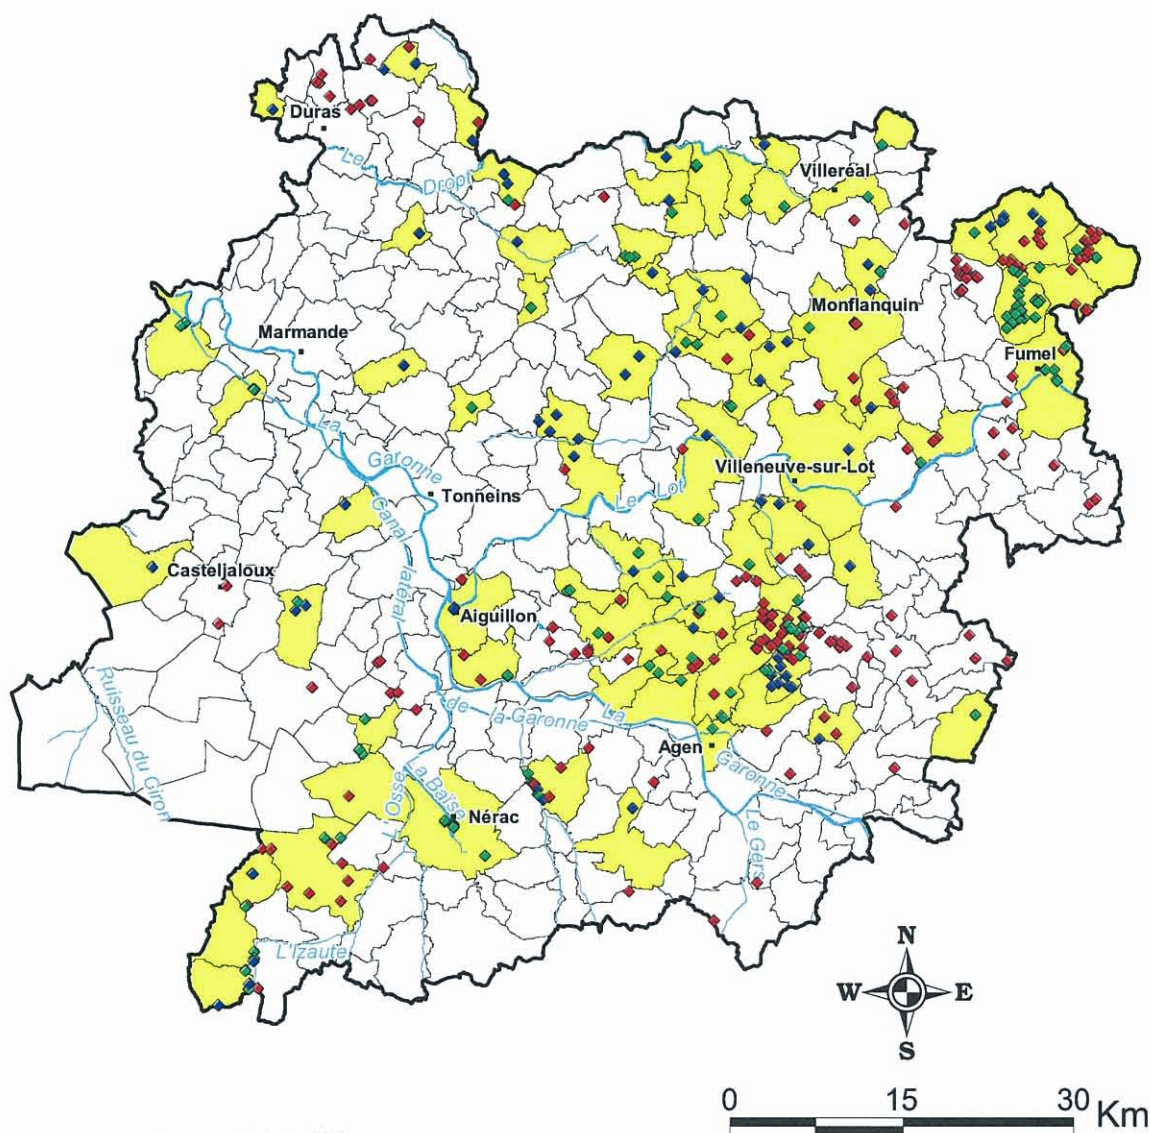 Duras
Le Dropt
Villeréal
Monflanquin
Marmande
Fumel
La Garonne
Villeneuve-sur-Lot
Tonneins
Le Lot
Canal latéral de la Garonne
Casteljaloux
Aiguillon
Ruisseau du Giron
La Garonne
Agen
L'Osse
La Baïse
Nérac
Le Gers
L'Izaute
N
W E
S
0 15 30 Km